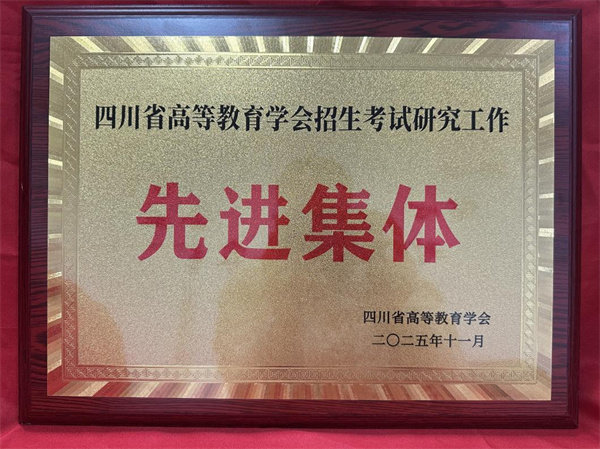 四川省高等教育学会招生考试研究工作
先进集体
四川省高等教育学会
二〇二五年十一月